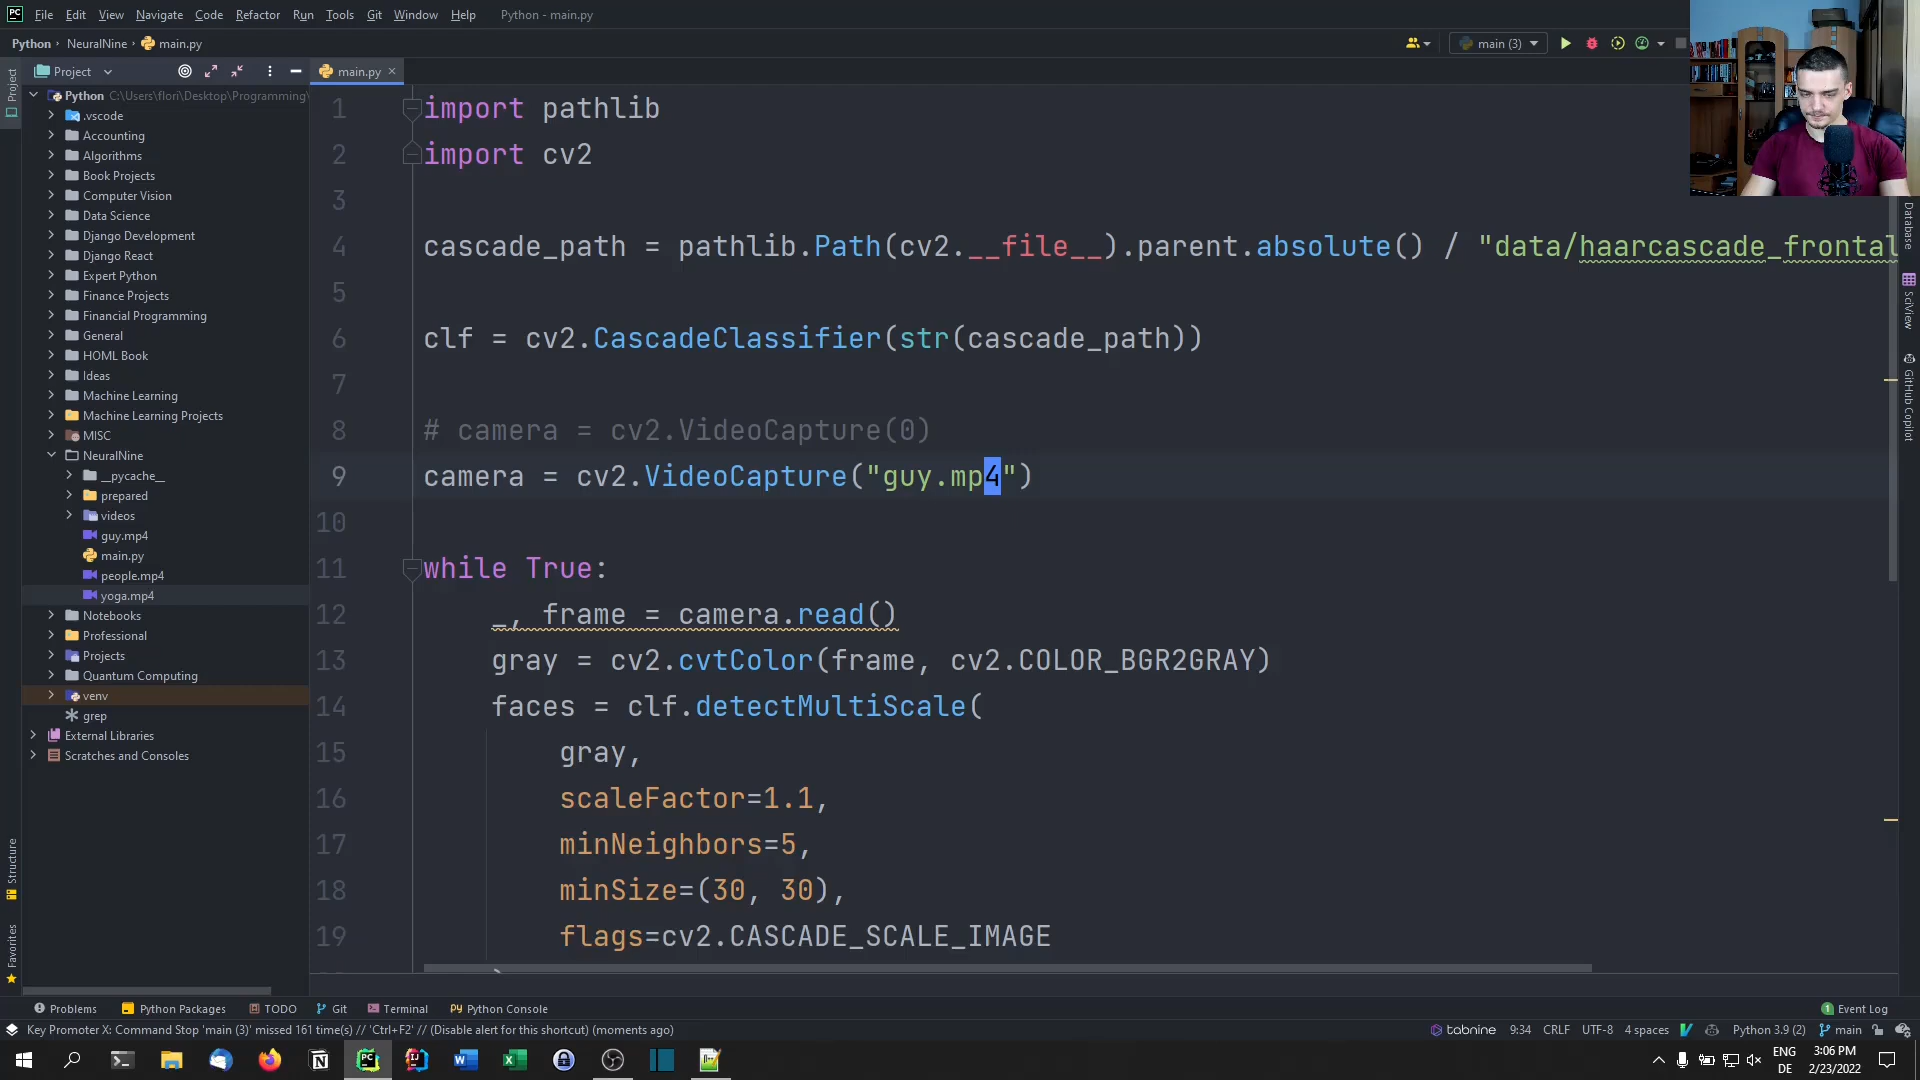 File Edit View Navigate Code Refactor Run Tools Git Window Help Python - main.py
Python NeuralNine main.py main (3)
Project main.py
Python C:\Users\flori\Desktop\Programming\
.vscode
Accounting
Algorithms
Book Projects
Computer Vision
Data Science
Django Development
Django React
Expert Python
Finance Projects
Financial Programming
General
HOML Book
Ideas
Machine Learning
Machine Learning Projects
MISC
NeuralNine
__pycache__
prepared
videos
guy.mp4
main.py
people.mp4
yoga.mp4
Notebooks
Professional
Projects
Quantum Computing
venv
grep
External Libraries
Scratches and Consoles
Project
Structure
Favorites
1 import pathlib
2 import cv2
3
4 cascade_path = pathlib.Path(cv2.__file__).parent.absolute() / "data/haarcascade_frontal
5
6 clf = cv2.CascadeClassifier(str(cascade_path))
7
8 # camera = cv2.VideoCapture(0)
9 camera = cv2.VideoCapture("guy.mp4")
10
11 while True:
12 _, frame = camera.read()
13 gray = cv2.cvtColor(frame, cv2.COLOR_BGR2GRAY)
14 faces = clf.detectMultiScale(
15 gray,
16 scaleFactor=1.1,
17 minNeighbors=5,
18 minSize=(30, 30),
19 flags=cv2.CASCADE_SCALE_IMAGE
Database
SciView
GitHub Copilot
Problems Python Packages TODO Git Terminal Python Console 1 Event Log
Key Promoter X: Command Stop 'main (3)' missed 161 time(s) // 'Ctrl+F2' // (Disable alert for this shortcut) (moments ago) tabnine 9:34 CRLF UTF-8 4 spaces Python 3.9 (2) main
ENG
DE
3:06 PM
2/23/2022